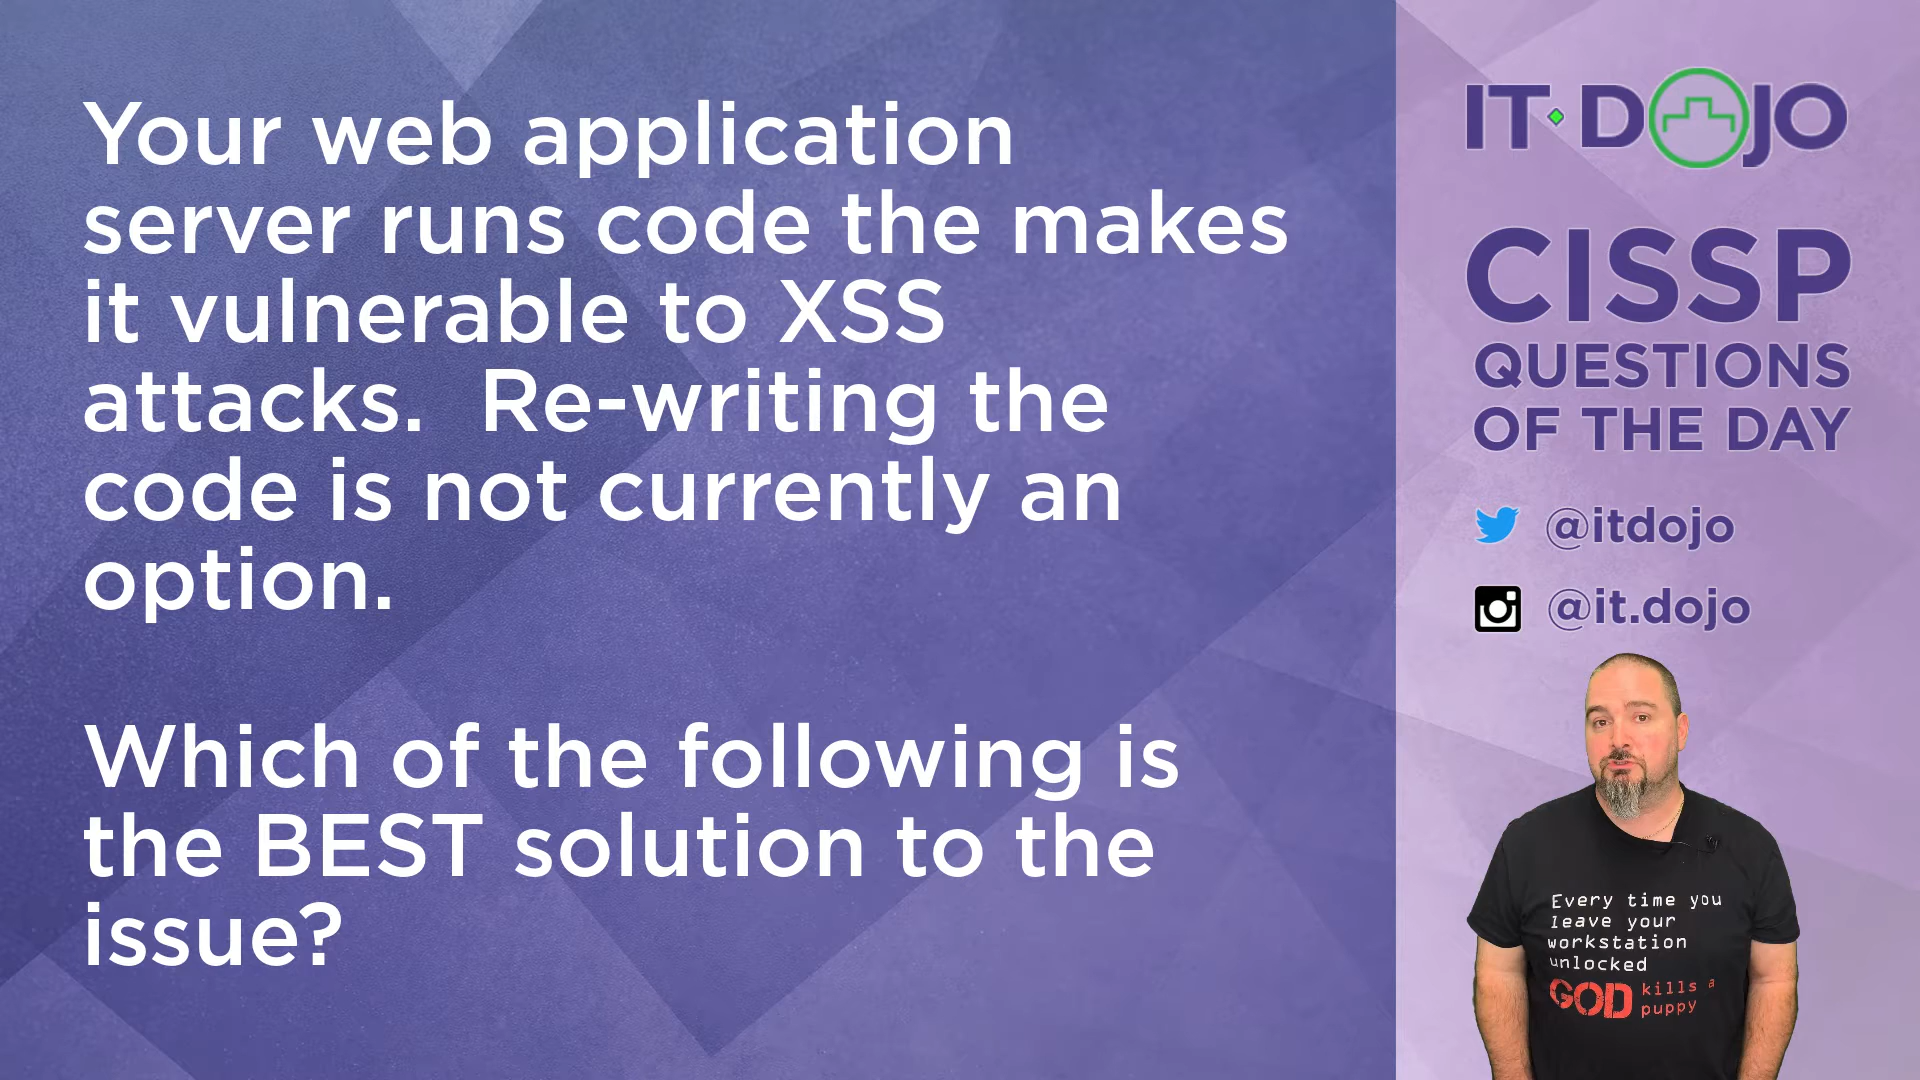 Your web application
server runs code the makes
it vulnerable to XSS
attacks.  Re-writing the
code is not currently an
option.
Which of the following is
the BEST solution to the
issue?
IT DOJO
CISSP
QUESTIONS
OF THE DAY
@itdojo
@it.dojo
Every time you
leave your
workstation
unlocked
GOD kills a
puppy